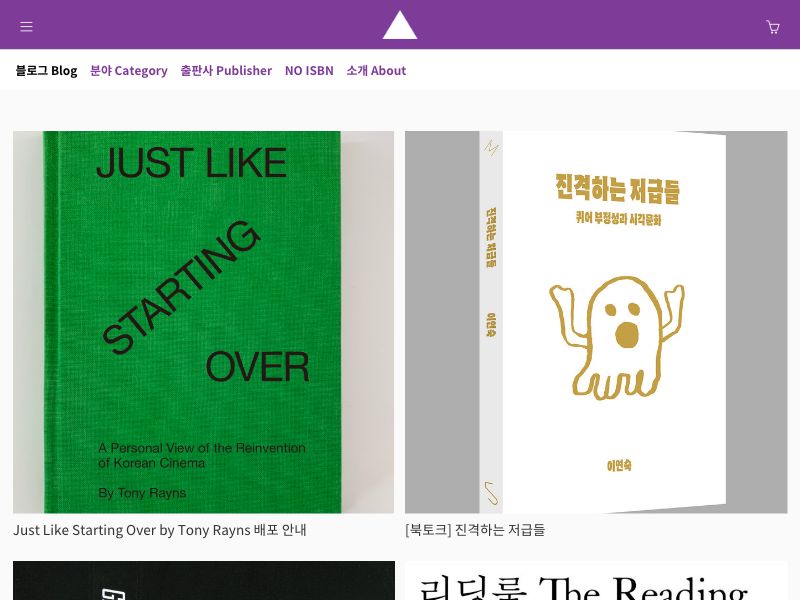 블로그 Blog 분야 Category 출판사 Publisher NO ISBN 소개 About
JUST LIKE
STARTING
OVER
A Personal View of the Reinvention
of Korean Cinema
By Tony Rayns
진격하는 저급들
이연숙
진격하는 저급들
퀴어 부정성과 시각문화
이연숙
Just Like Starting Over by Tony Rayns 배포 안내
[북토크] 진격하는 저급들
리딩룸 The Reading